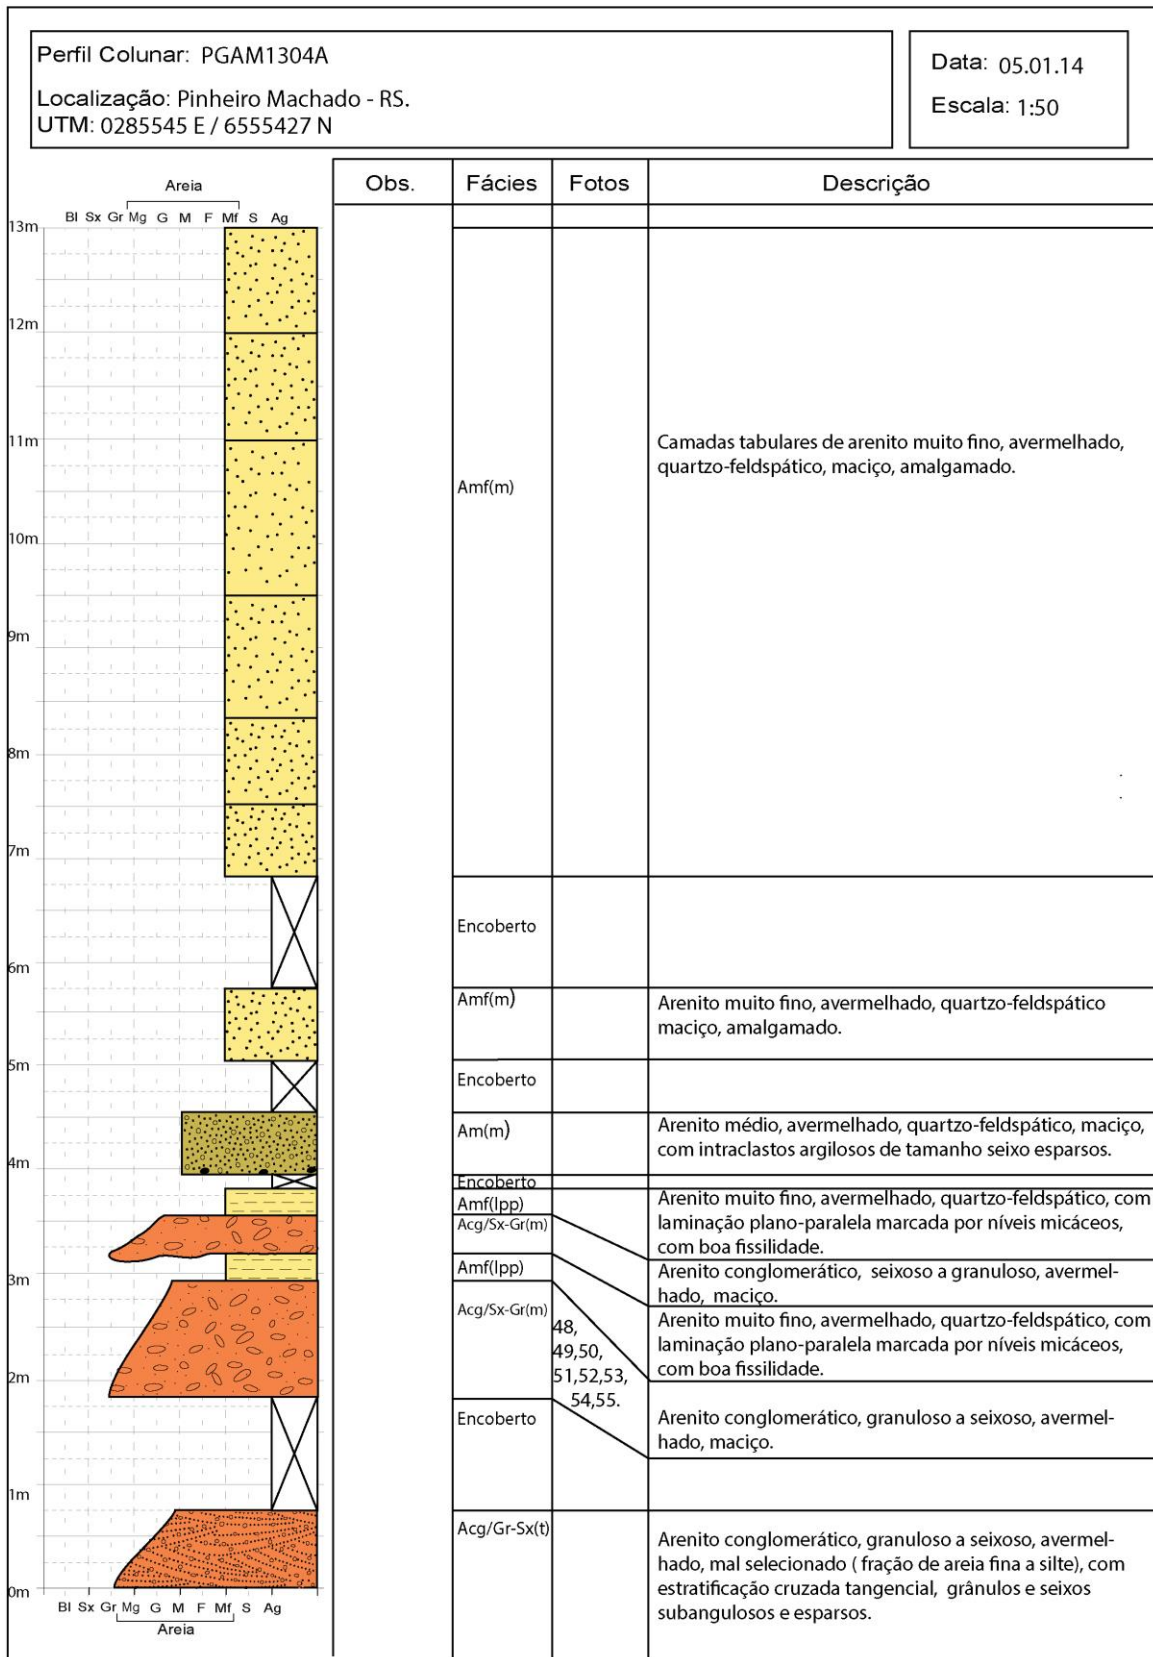 Perfil Colunar: PGAM1304A
Localização: Pinheiro Machado - RS.
UTM: 0285545 E / 6555427 N
Data: 05.01.14
Escala: 1:50
Areia
Bl Sx Gr Mg G M F Mf S Ag
Obs. Fácies Fotos Descrição
13m
12m
11m
10m
9m
8m
7m
6m
5m
4m
3m
2m
1m
0m
Amf(m)
Camadas tabulares de arenito muito fino, avermelhado,
quartzo-feldspático, maciço, amalgamado.
Encoberto
Amf(m)
Arenito muito fino, avermelhado, quartzo-feldspático
maciço, amalgamado.
Encoberto
Am(m)
Arenito médio, avermelhado, quartzo-feldspático, maciço,
com intraclastos argilosos de tamanho seixo esparsos.
Encoberto
Amf(lpp)
Arenito muito fino, avermelhado, quartzo-feldspático, com
laminação plano-paralela marcada por níveis micáceos,
com boa fissilidade.
Acg/Sx-Gr(m)
Arenito conglomerático, seixoso a granuloso, avermel-
hado, maciço.
Amf(lpp)
Arenito muito fino, avermelhado, quartzo-feldspático, com
laminação plano-paralela marcada por níveis micáceos,
com boa fissilidade.
Acg/Sx-Gr(m)
48,
49,50,
51,52,53,
54,55.
Arenito conglomerático, granuloso a seixoso, avermel-
hado, maciço.
Encoberto
Acg/Gr-Sx(t)
Arenito conglomerático, granuloso a seixoso, avermel-
hado, mal selecionado ( fração de areia fina a silte), com
estratificação cruzada tangencial, grânulos e seixos
subangulosos e esparsos.
Bl Sx Gr Mg G M F Mf S Ag
Areia